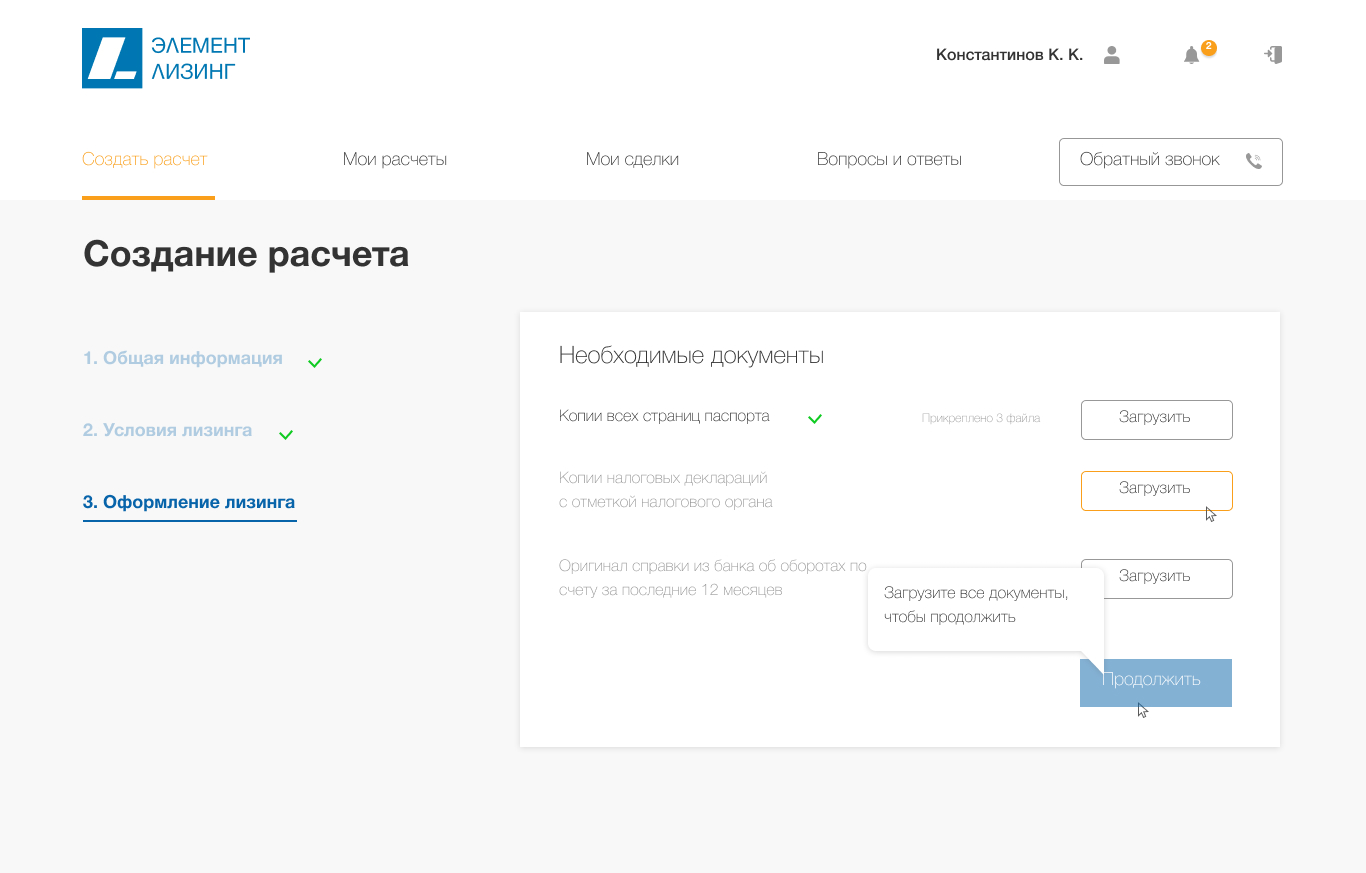 ЭЛЕМЕНТ
ЛИЗИНГ
Константинов К. К.
2
Создать расчет
Мои расчеты
Мои сделки
Вопросы и ответы
Обратный звонок
Создание расчета
1. Общая информация
2. Условия лизинга
3. Оформление лизинга
Необходимые документы
Копии всех страниц паспорта
Прикреплено 3 файла
Загрузить
Копии налоговых деклараций
с отметкой налогового органа
Загрузить
Оригинал справки из банка об оборотах по
счету за последние 12 месяцев
Загрузить
Загрузите все документы,
чтобы продолжить
Продолжить